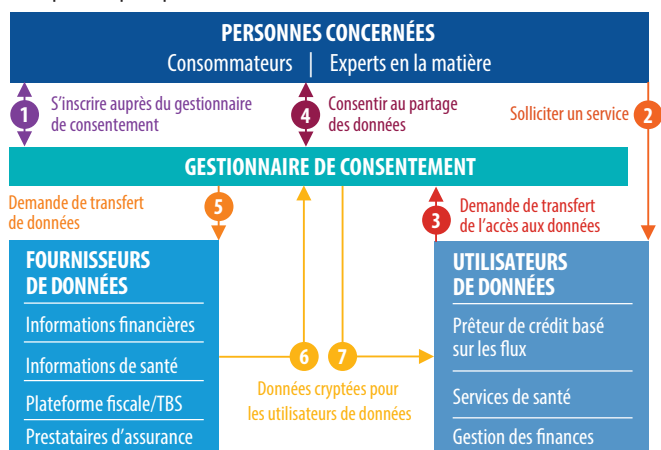 PERSONNES CONCERNÉES
Consommateurs | Experts en la matière
1
S'inscrire auprès du gestionnaire
de consentement
4
Consentir au partage
des données
Solliciter un service
2
GESTIONNAIRE DE CONSENTEMENT
Demande de transfert
de données
5
3
Demande de transfert
de l'accès aux données
FOURNISSEURS
DE DONNÉES
Informations financières
Informations de santé
Plateforme fiscale/TBS
Prestataires d'assurance
6
7
Données cryptées pour
les utilisateurs de données
UTILISATEURS
DE DONNÉES
Prêteur de crédit basé
sur les flux
Services de santé
Gestion des finances